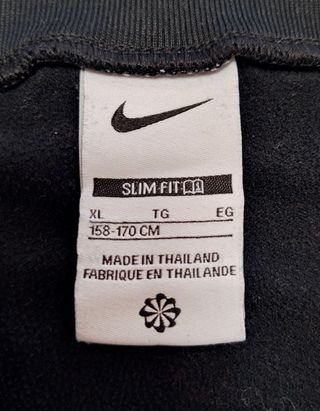 SLIM FIT
XL TG EG
158-170 CM
MADE IN THAILAND
FABRIQUE EN THAILANDE